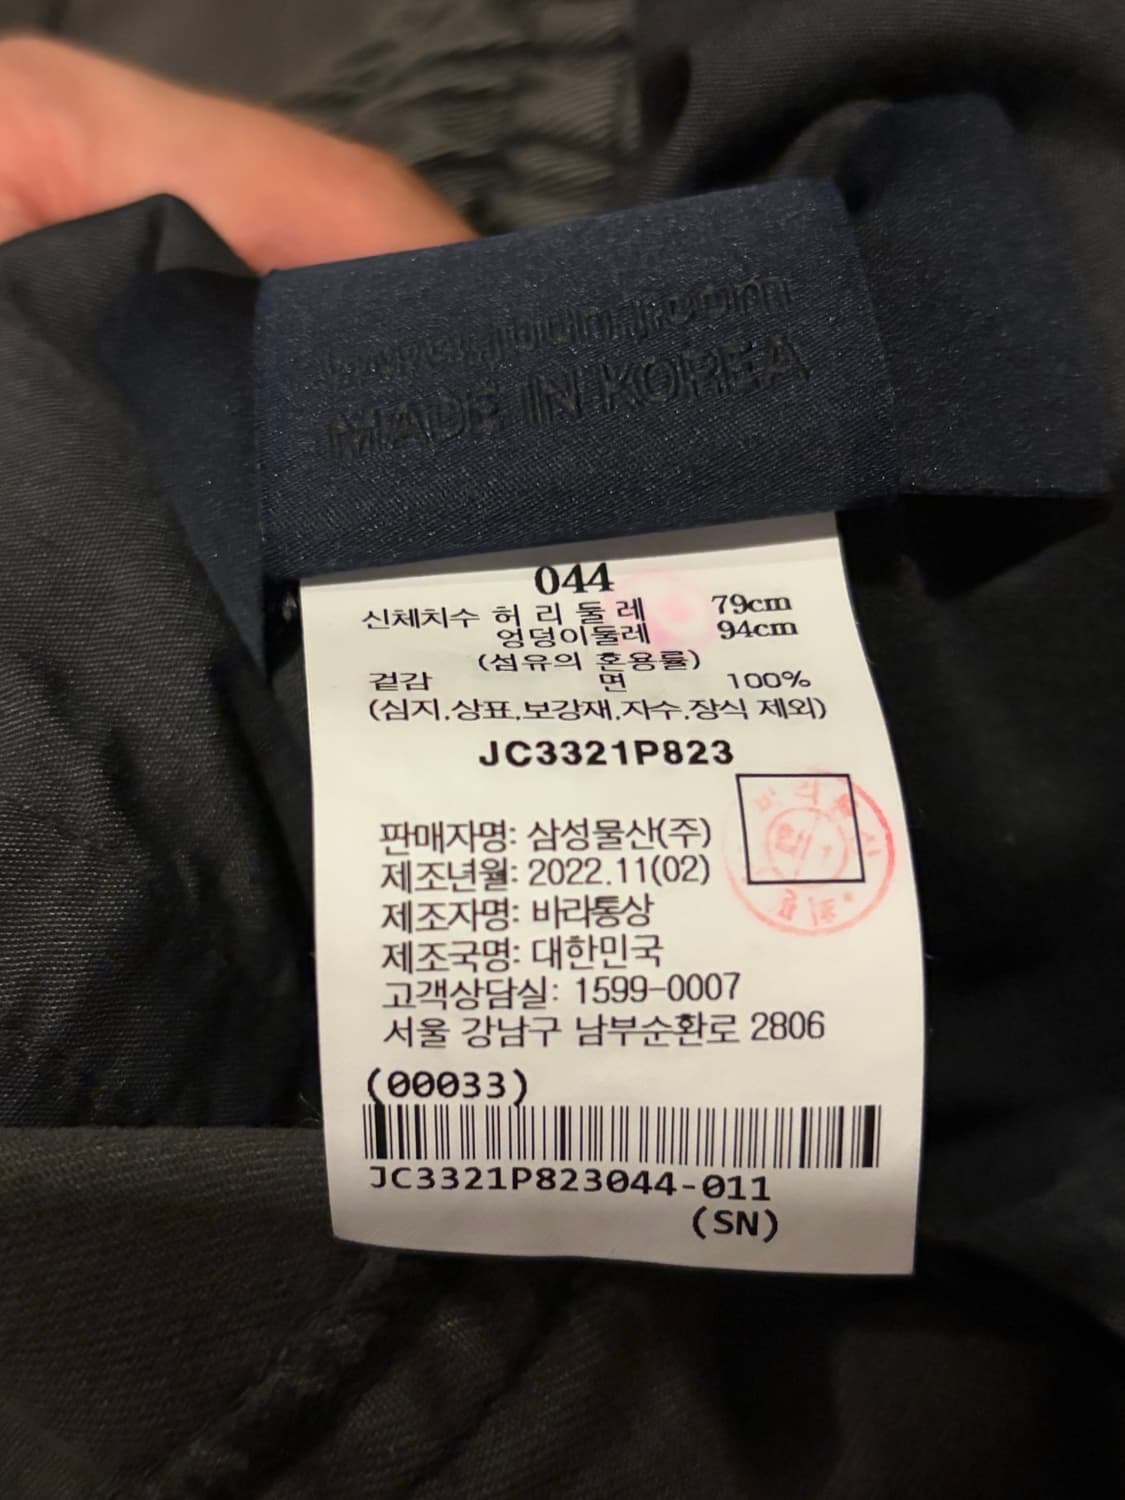 MADE IN KOREA
044
신체치수 허 리 둘 레 79cm
엉덩이둘레 94cm
(섬유의 혼용률)
겉감 면 100%
(심지,상표,보강재,자수,장식 제외)
JC3321P823
판매자명: 삼성물산(주)
제조년월: 2022.11(02)
제조자명: 바라통상
제조국명: 대한민국
고객상담실: 1599-0007
서울 강남구 남부순환로 2806
(00033)
JC3321P823044-011
(SN)